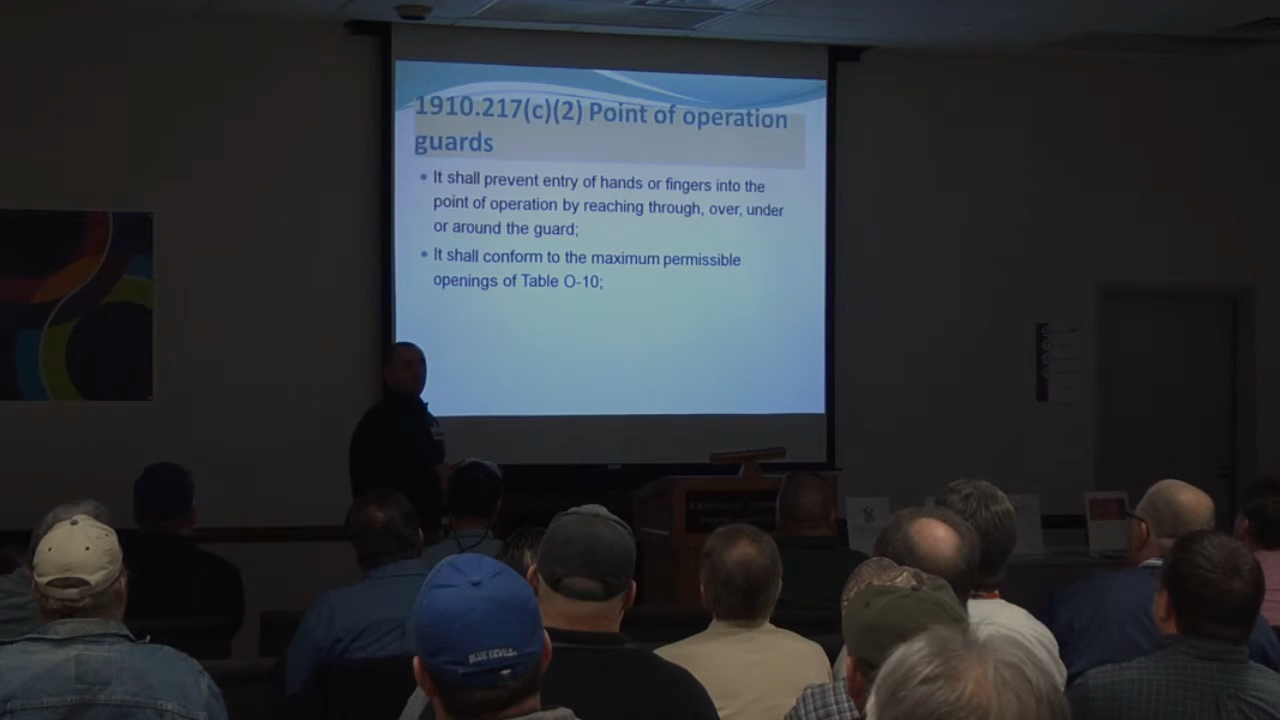 1910.217(c)(2) Point of operation
guards
• It shall prevent entry of hands or fingers into the
point of operation by reaching through, over, under
or around the guard;
• It shall conform to the maximum permissible
openings of Table O-10;
BLUE DEVILS